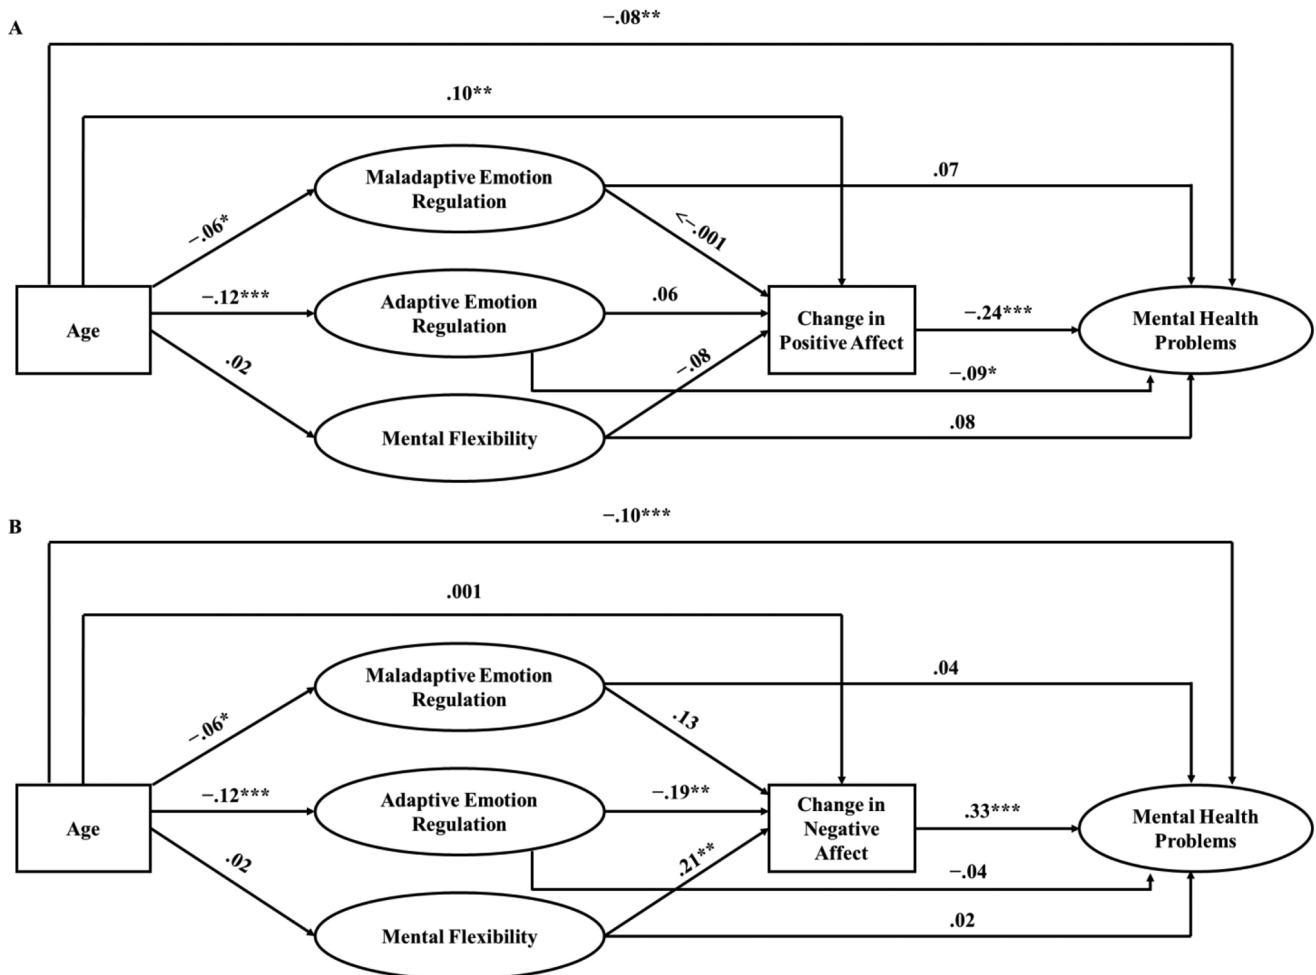 A
−.08**
.10**
Maladaptive Emotion
Regulation
.07
−.06*
<−.001
−.12***
Adaptive Emotion
Regulation
.06
Age
Change in
Positive Affect
−.24***
Mental Health
Problems
.02
−.08
−.09*
Mental Flexibility
.08
B
−.10***
.001
Maladaptive Emotion
Regulation
.04
−.06*
.13
−.12***
Adaptive Emotion
Regulation
−.19**
Age
Change in
Negative
Affect
.33***
Mental Health
Problems
.02
.21**
−.04
Mental Flexibility
.02